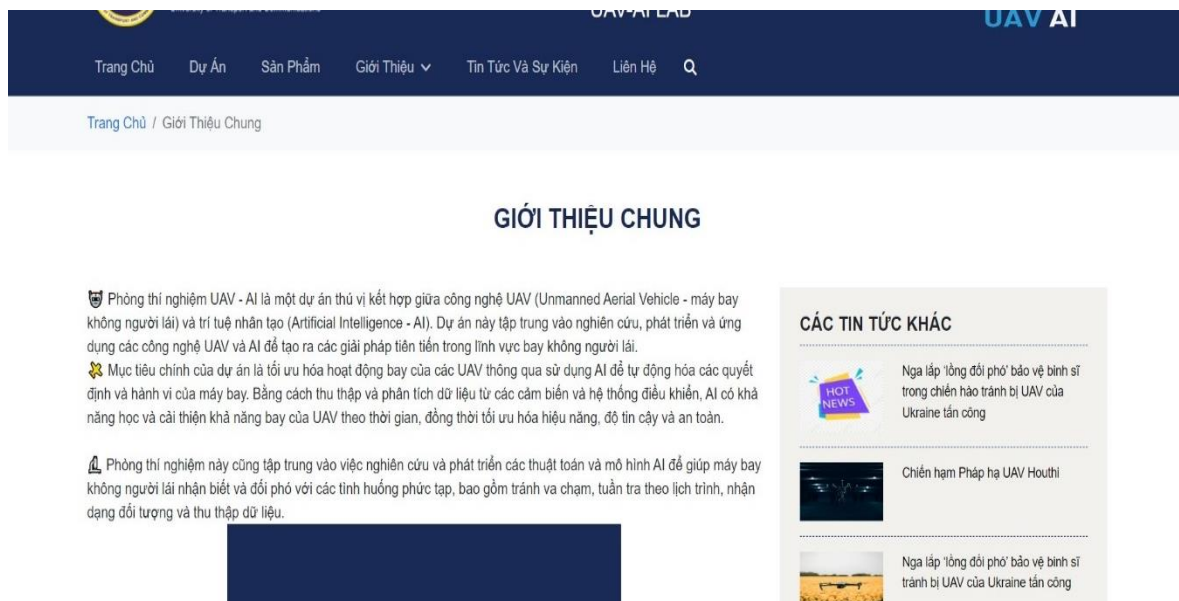 UAV-AI LAB
UAV AI
Trang Chủ Dự Án Sản Phẩm Giới Thiệu Tin Tức Và Sự Kiện Liên Hệ
Trang Chủ / Giới Thiệu Chung
GIỚI THIỆU CHUNG
Phòng thí nghiệm UAV - AI là một dự án thú vị kết hợp giữa công nghệ UAV (Unmanned Aerial Vehicle - máy bay
không người lái) và trí tuệ nhân tạo (Artificial Intelligence - AI). Dự án này tập trung vào nghiên cứu, phát triển và ứng
dụng các công nghệ UAV và AI để tạo ra các giải pháp tiên tiến trong lĩnh vực bay không người lái.
Mục tiêu chính của dự án là tối ưu hóa hoạt động bay của các UAV thông qua sử dụng AI để tự động hóa các quyết
định và hành vi của máy bay. Bằng cách thu thập và phân tích dữ liệu từ các cảm biến và hệ thống điều khiển, AI có khả
năng học và cải thiện khả năng bay của UAV theo thời gian, đồng thời tối ưu hóa hiệu năng, độ tin cậy và an toàn.
Phòng thí nghiệm này cũng tập trung vào việc nghiên cứu và phát triển các thuật toán và mô hình AI để giúp máy bay
không người lái nhận biết và đối phó với các tình huống phức tạp, bao gồm tránh va chạm, tuần tra theo lịch trình, nhận
dạng đối tượng và thu thập dữ liệu.
CÁC TIN TỨC KHÁC
HOT
NEWS
Nga lắp 'lồng đối phó' bảo vệ binh sĩ
trong chiến hào tránh bị UAV của
Ukraine tấn công
Chiến hạm Pháp hạ UAV Houthi
Nga lắp 'lồng đối phó' bảo vệ binh sĩ
tránh bị UAV của Ukraine tấn công